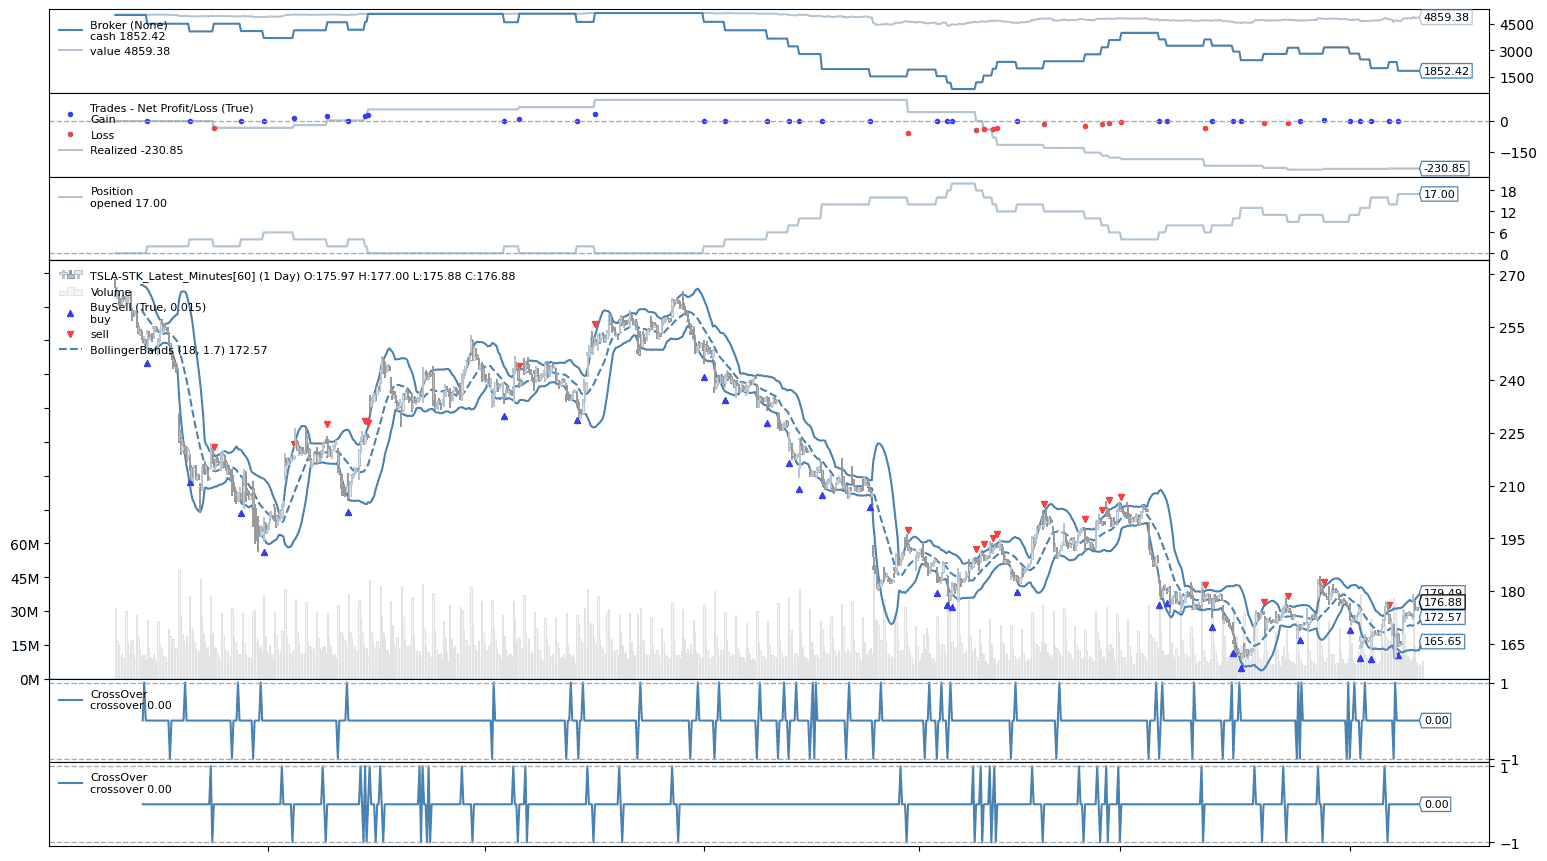 Broker (None)
cash 1852.42
value 4859.38
4859.38
4500
3000
1852.42
1500
Trades - Net Profit/Loss (True)
Gain
Loss
Realized -230.85
0
−150
-230.85
Position
opened 17.00
18
17.00
12
6
0
TSLA-STK_Latest_Minutes[60] (1 Day) O:175.97 H:177.00 L:175.88 C:176.88
Volume
BuySell (True, 0.015)
buy
sell
BollingerBands (18, 1.7) 172.57
270
255
240
225
210
195
180
165
60M
45M
30M
15M
0M
179.49
176.88
172.57
165.65
CrossOver
crossover 0.00
1
0.00
−1
CrossOver
crossover 0.00
1
0.00
−1